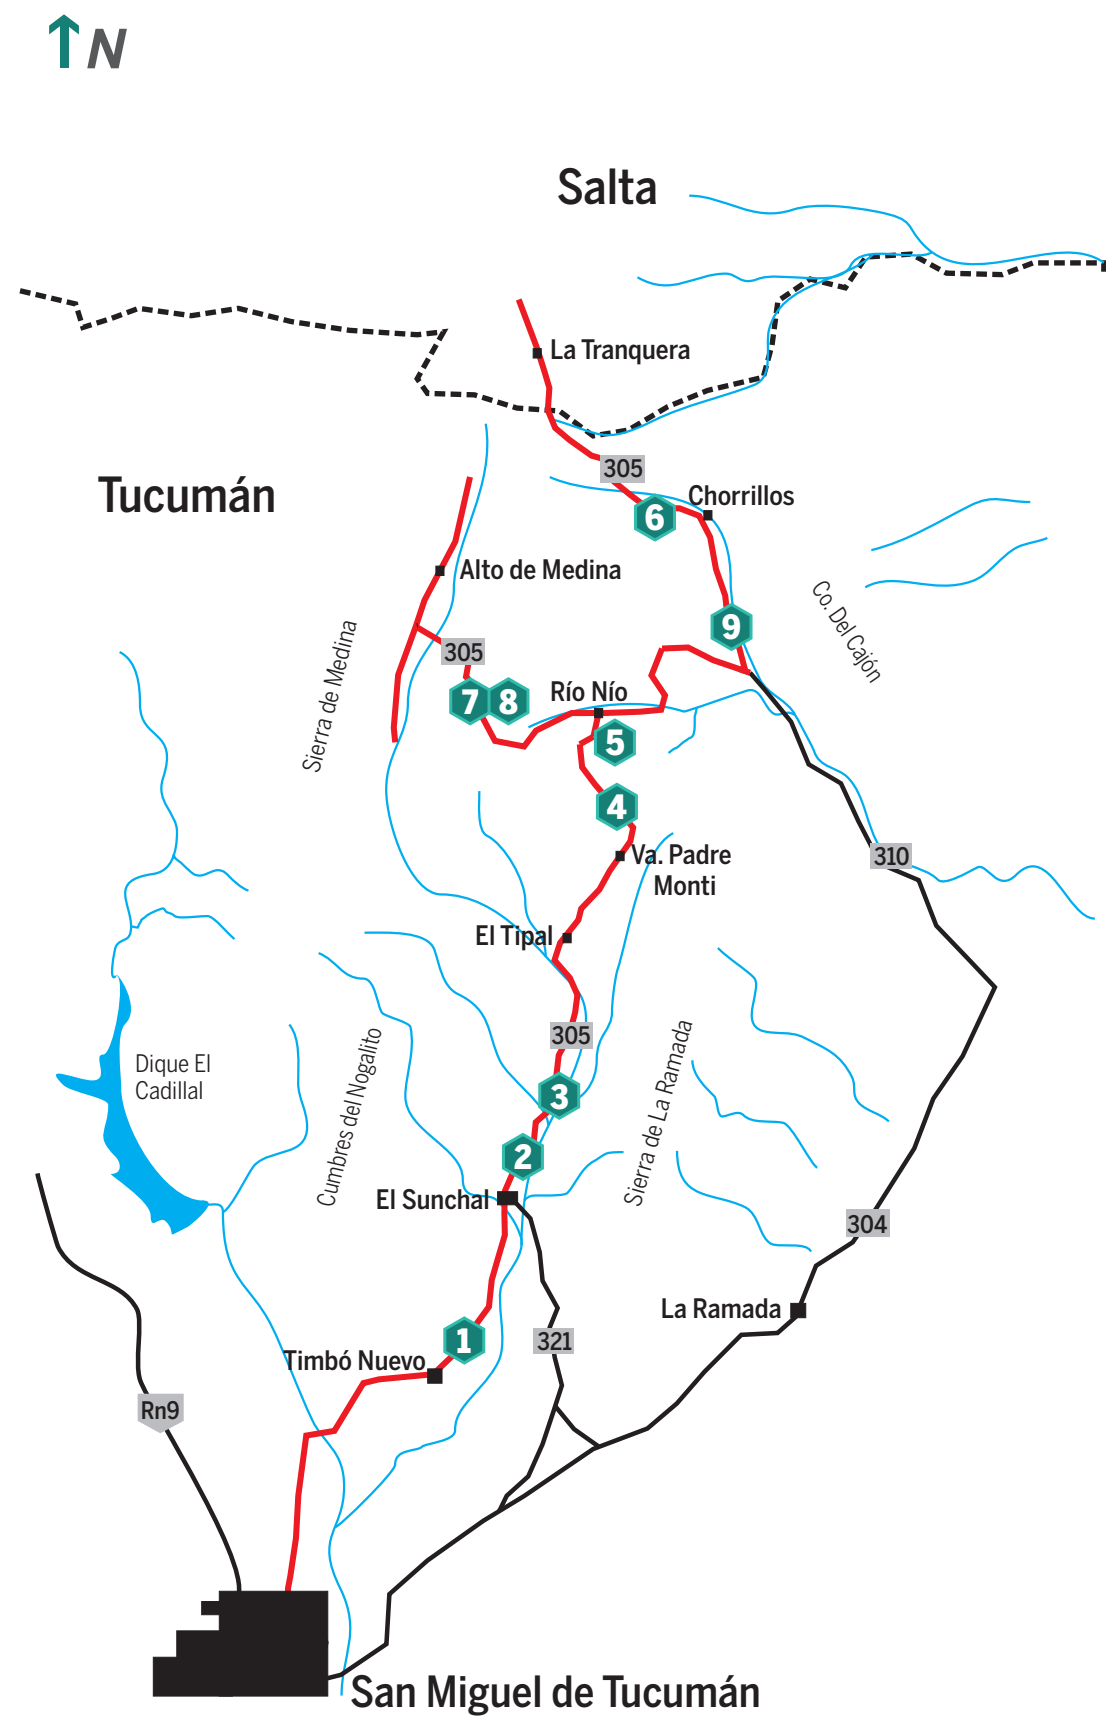 N
Salta
La Tranquera
305
Tucumán
Chorrillos
6
Alto de Medina
Co. Del Cajón
9
305
Sierra de Medina
7
8
Río Nío
5
4
Va. Padre
Monti
310
El Tipal
305
Dique El
Cadillal
Cumbres del Nogalito
Sierra de La Ramada
3
2
El Sunchal
304
La Ramada
1
321
Timbó Nuevo
Rn9
San Miguel de Tucumán